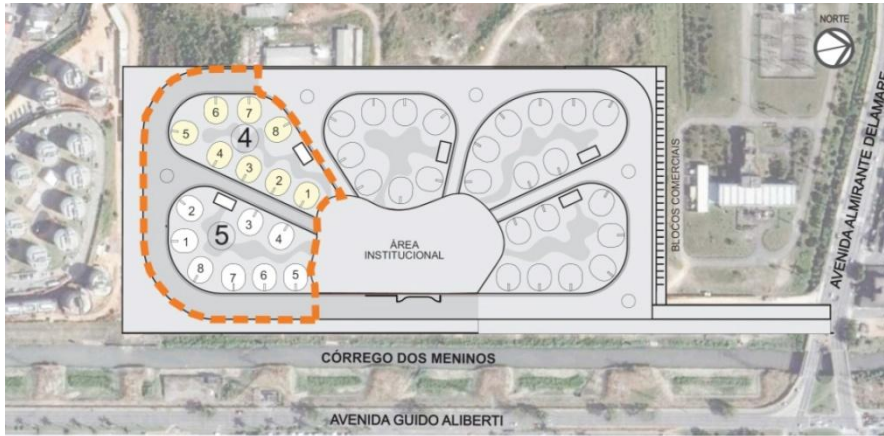 NORTE
6
7
8
5
4
4
3
2
1
2
3
5
1
4
8
7
6
5
ÁREA
INSTITUCIONAL
BLOCOS COMERCIAIS
AVENIDA ALMIRANTE DELAMARE
CÓRREGO DOS MENINOS
AVENIDA GUIDO ALIBERTI